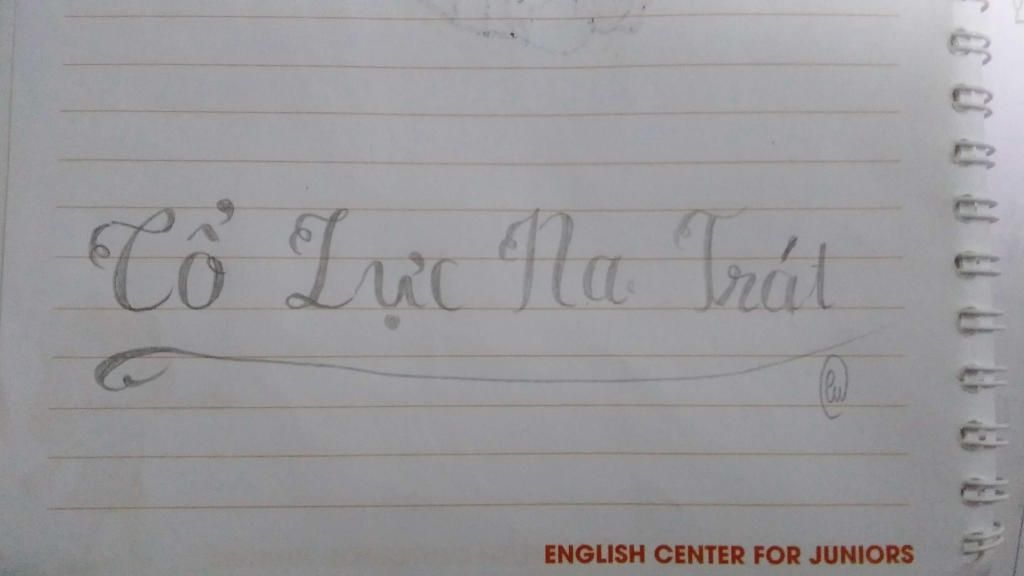 Cổ Lực Na Trát
ENGLISH CENTER FOR JUNIORS